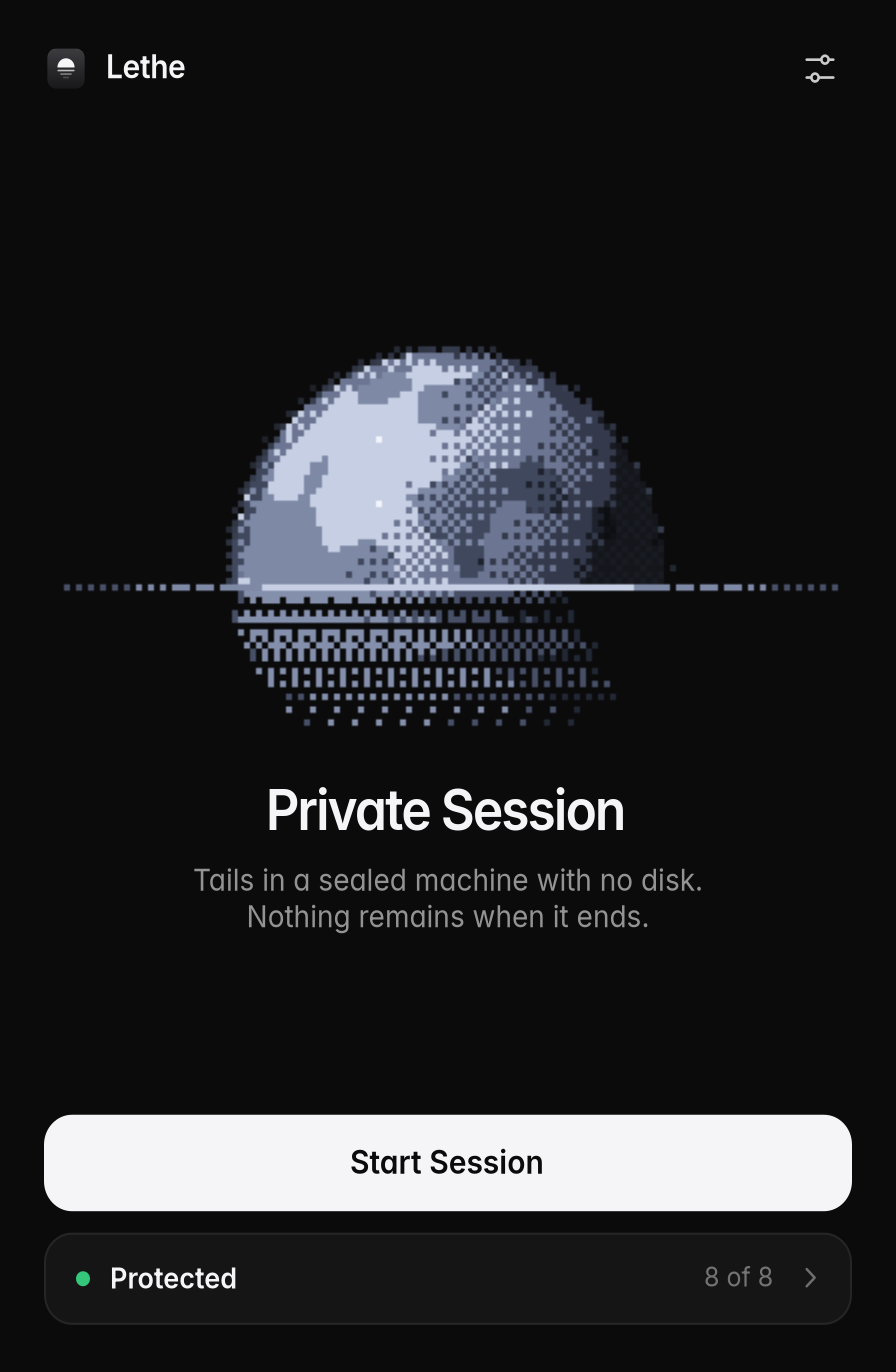 Lethe
Private Session
Tails in a sealed machine with no disk.
Nothing remains when it ends.
Start Session
Protected
8 of 8